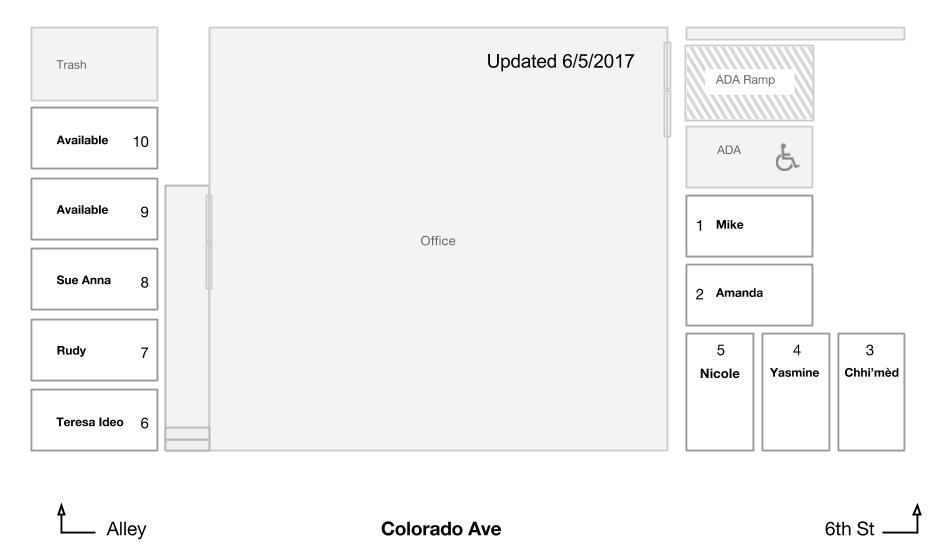 Updated 6/5/2017
Trash
ADA Ramp
Available 10
ADA
Available 9
1 Mike
Office
Sue Anna 8
2 Amanda
Rudy 7
5
Nicole
4
Yasmine
3
Chhi’mèd
Teresa Ideo 6
Alley
Colorado Ave
6th St